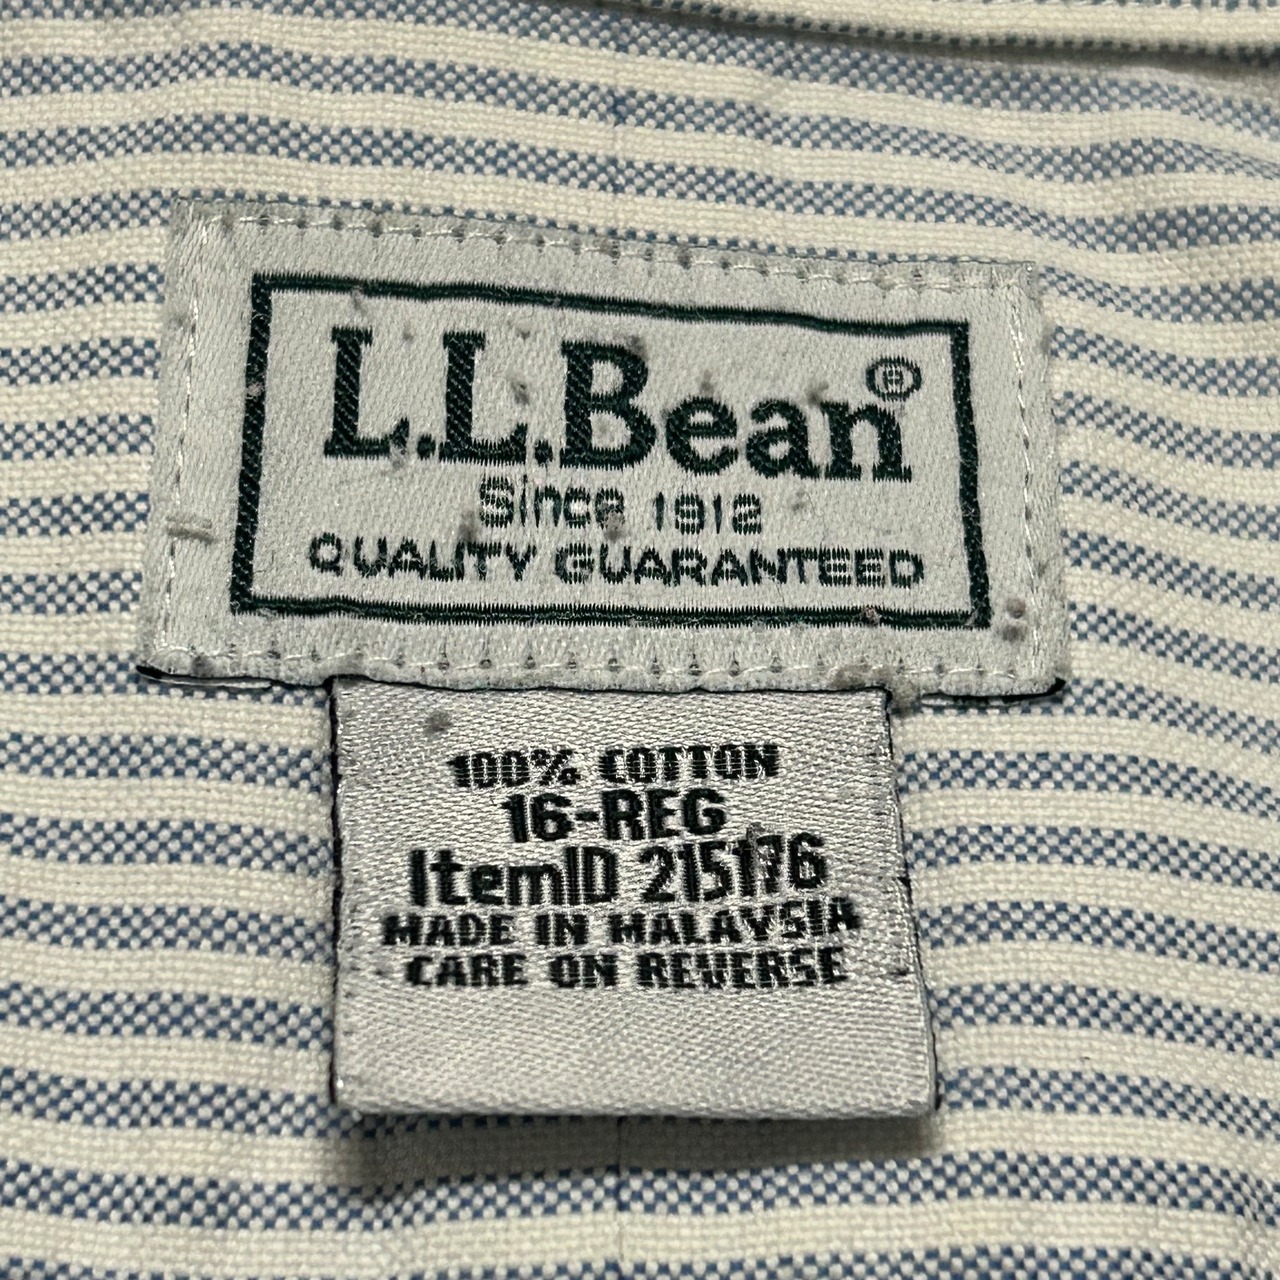 L.L.Bean®
Since 1912
QUALITY GUARANTEED
100% COTTON
16-REG
ItemID 215176
MADE IN MALAYSIA
CARE ON REVERSE